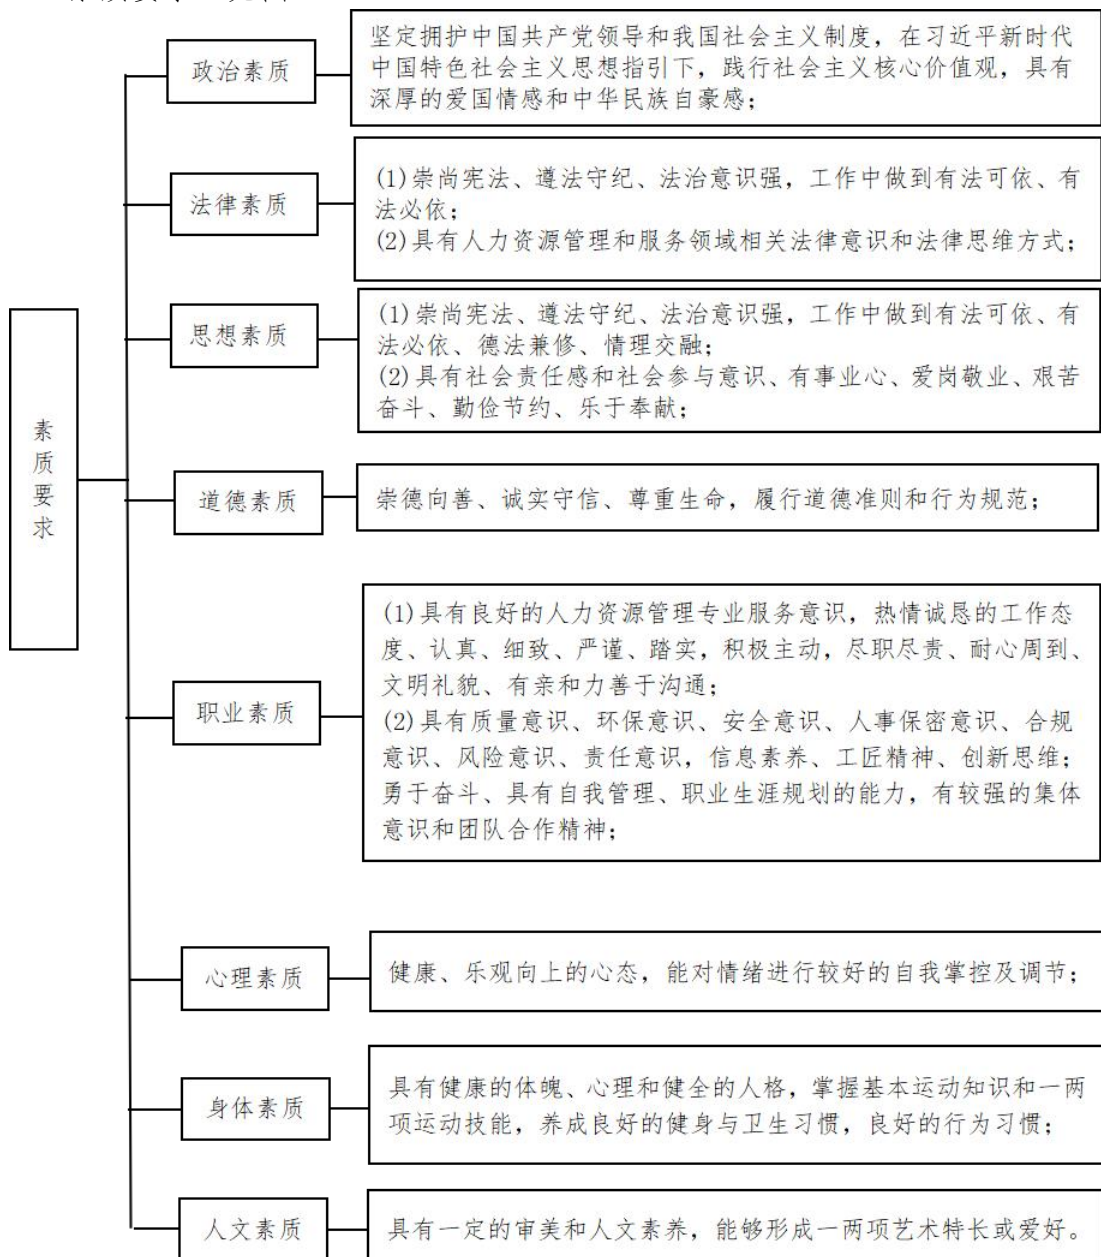 政治素质
坚定拥护中国共产党领导和我国社会主义制度，在习近平新时代
中国特色社会主义思想指引下，践行社会主义核心价值观，具有
深厚的爱国情感和中华民族自豪感；
法律素质
(1)崇尚宪法、遵法守纪、法治意识强，工作中做到有法可依、有
法必依；
(2)具有人力资源管理和服务领域相关法律意识和法律思维方式；
素质要求
思想素质
(1)崇尚宪法、遵法守纪、法治意识强，工作中做到有法可依、有
法必依、德法兼修、情理交融；
(2)具有社会责任感和社会参与意识、有事业心、爱岗敬业、艰苦
奋斗、勤俭节约、乐于奉献；
道德素质
崇德向善、诚实守信、尊重生命，履行道德准则和行为规范；
职业素质
(1)具有良好的人力资源管理专业服务意识，热情诚恳的工作态
度、认真、细致、严谨、踏实，积极主动，尽职尽责、耐心周到、
文明礼貌、有亲和力善于沟通；
(2)具有质量意识、环保意识、安全意识、人事保密意识、合规
意识、风险意识、责任意识，信息素养、工匠精神、创新思维；
勇于奋斗、具有自我管理、职业生涯规划的能力，有较强的集体
意识和团队合作精神；
心理素质
健康、乐观向上的心态，能对情绪进行较好的自我掌控及调节；
身体素质
具有健康的体魄、心理和健全的人格，掌握基本运动知识和一两
项运动技能，养成良好的健身与卫生习惯，良好的行为习惯；
人文素质
具有一定的审美和人文素养，能够形成一两项艺术特长或爱好。